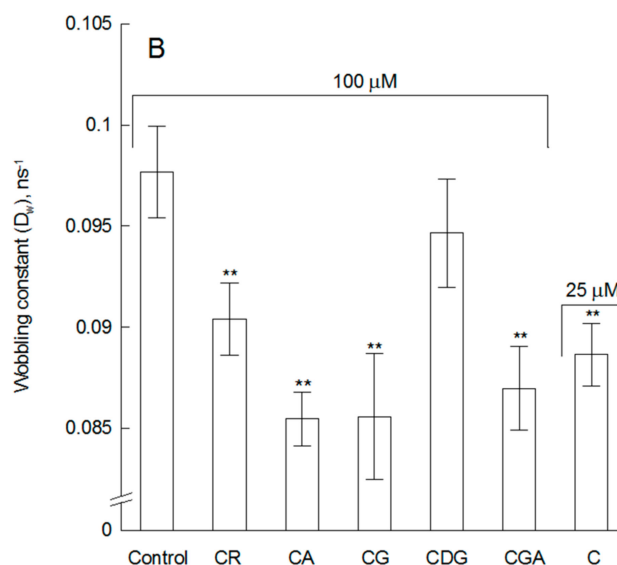 0.105
B
100 μM
0.1
0.095
**
25 μM
0.09
**
**
**
**
0.085
0
Wobbling constant (Dw), ns-1
Control CR CA CG CDG CGA C